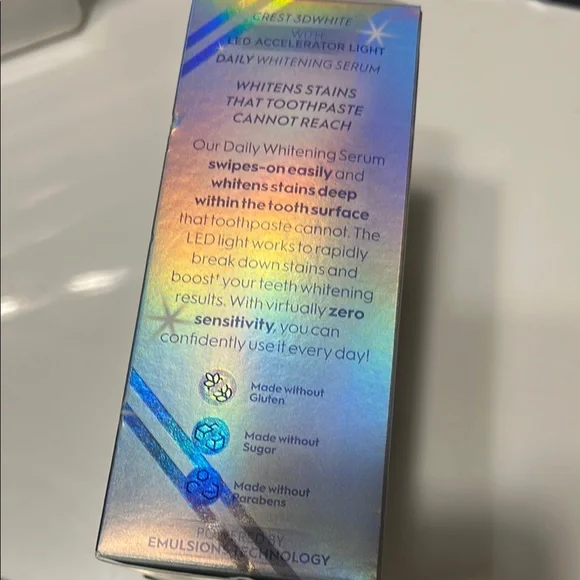 CREST 3DWHITE
WITH
LED ACCELERATOR LIGHT
DAILY WHITENING SERUM
WHITENS STAINS
THAT TOOTHPASTE
CANNOT REACH
Our Daily Whitening Serum
swipes-on easily and
whitens stains deep
within the tooth surface
that toothpaste cannot. The
LED light works to rapidly
break down stains and
boost† your teeth whitening
results. With virtually zero
sensitivity, you can
confidently use it every day!
Made without
Gluten
Made without
Sugar
Made without
Parabens
POWERED BY
EMULSIONS TECHNOLOGY